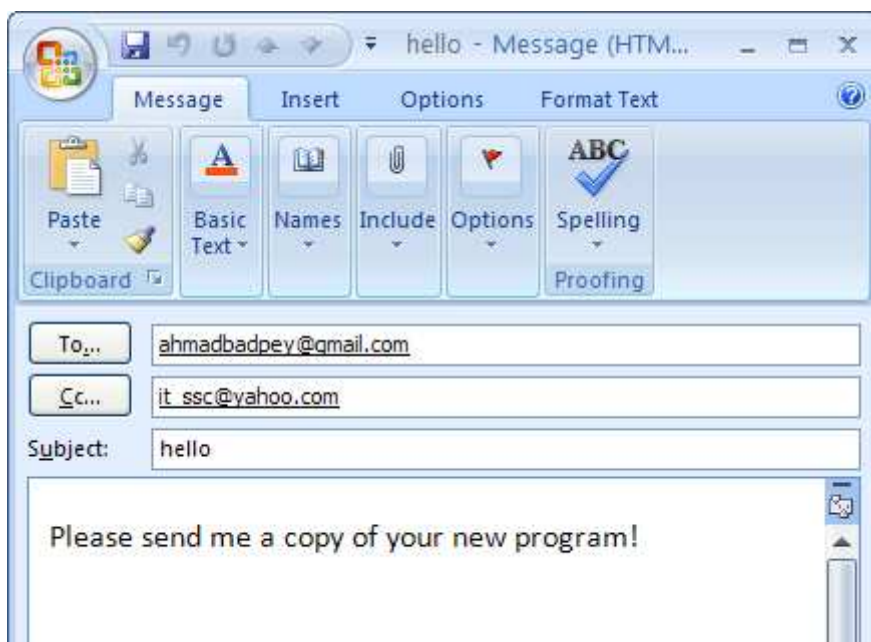 hello - Message (HTM...
Message Insert Options Format Text
ABC
Paste Basic Text Names Include Options Spelling
Clipboard Proofing
To... ahmadbadpey@gmail.com
Cc... it_ssc@yahoo.com
Subject: hello
Please send me a copy of your new program!